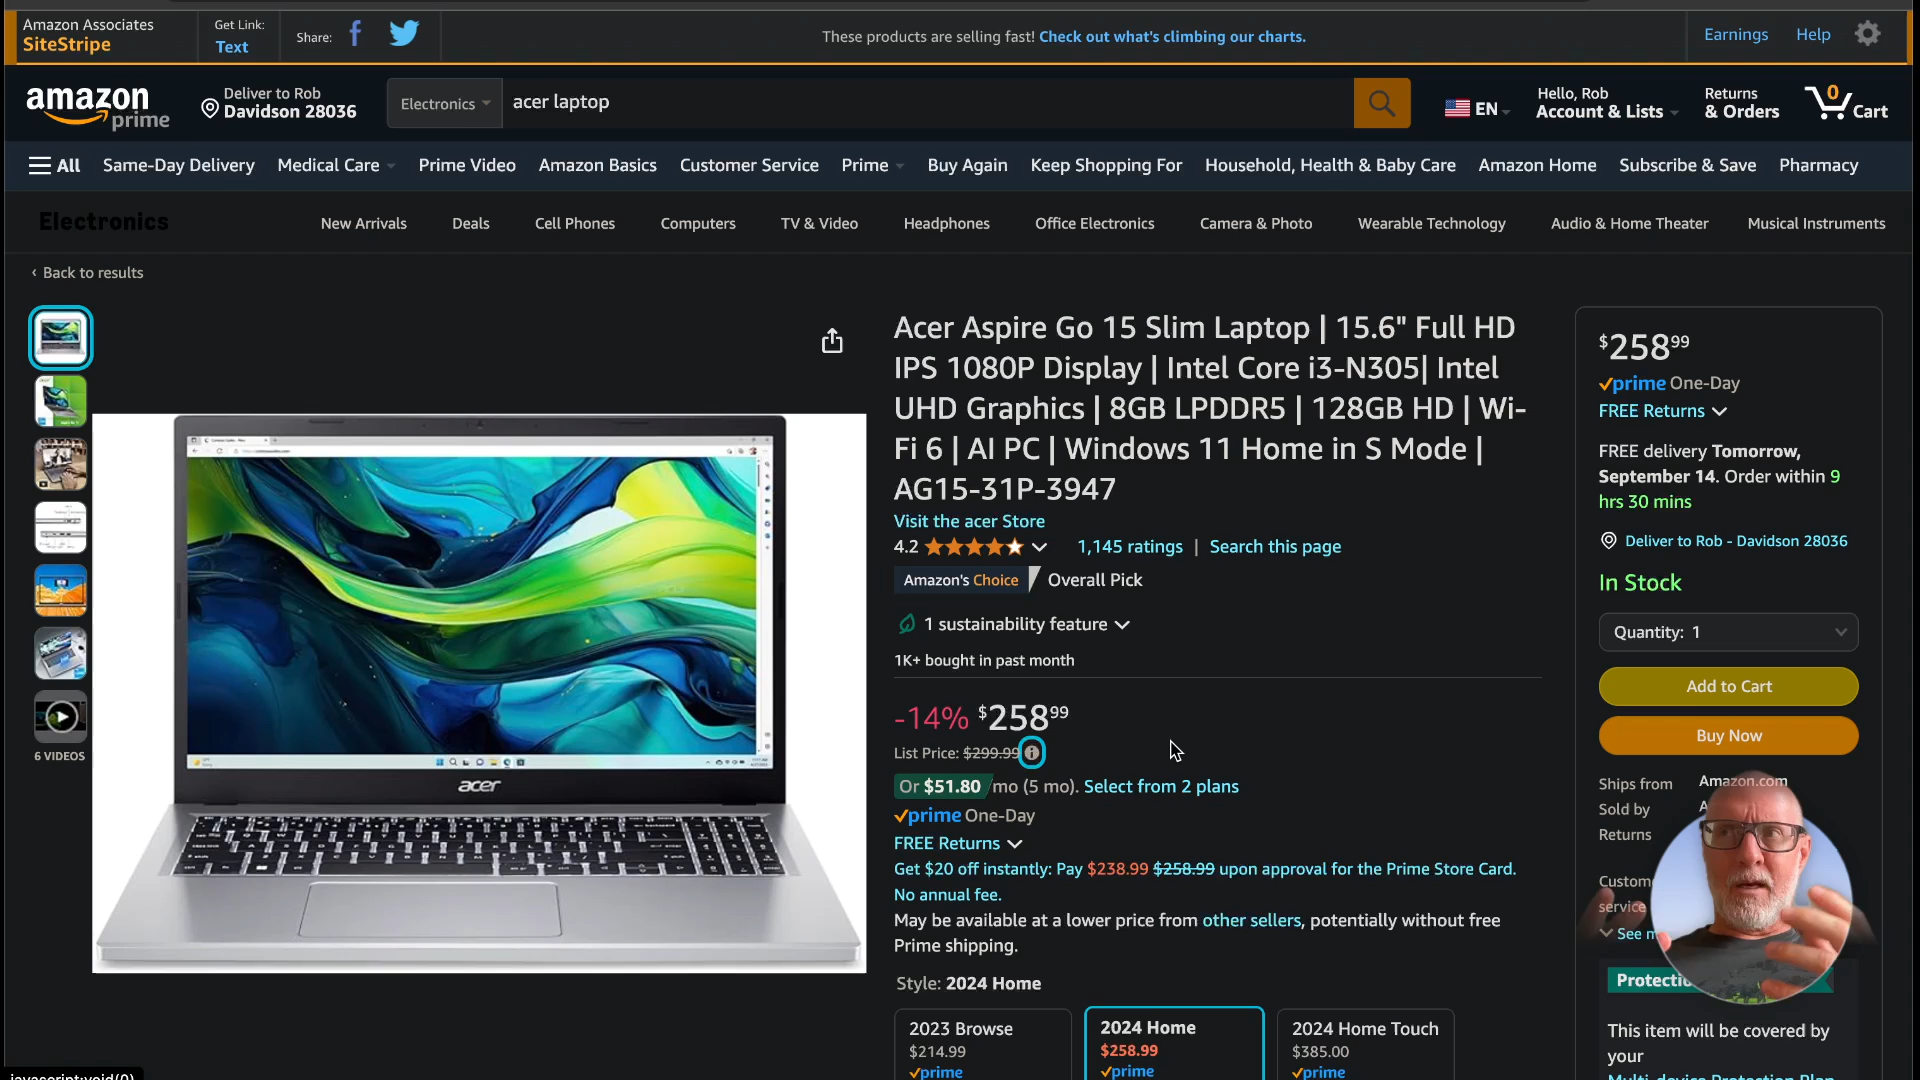 Amazon Associates
SiteStripe
Get Link:
Text
Share:
These products are selling fast! Check out what's climbing our charts.
Earnings
Help
amazon
prime
Deliver to Rob
Davidson 28036
Electronics
acer laptop
EN
Hello, Rob
Account & Lists
Returns
& Orders
0
Cart
All
Same-Day Delivery
Medical Care
Prime Video
Amazon Basics
Customer Service
Prime
Buy Again
Keep Shopping For
Household, Health & Baby Care
Amazon Home
Subscribe & Save
Pharmacy
Electronics
New Arrivals
Deals
Cell Phones
Computers
TV & Video
Headphones
Office Electronics
Camera & Photo
Wearable Technology
Audio & Home Theater
Musical Instruments
‹ Back to results
6 VIDEOS
acer
Acer Aspire Go 15 Slim Laptop | 15.6" Full HD
IPS 1080P Display | Intel Core i3-N305| Intel
UHD Graphics | 8GB LPDDR5 | 128GB HD | Wi-
Fi 6 | AI PC | Windows 11 Home in S Mode |
AG15-31P-3947
Visit the acer Store
4.2
1,145 ratings | Search this page
Amazon's Choice
Overall Pick
1 sustainability feature
1K+ bought in past month
-14% $258 99
List Price: $299.99
Or $51.80 /mo (5 mo). Select from 2 plans
prime One-Day
FREE Returns
Get $20 off instantly: Pay $238.99 $258.99 upon approval for the Prime Store Card.
No annual fee.
May be available at a lower price from other sellers, potentially without free
Prime shipping.
Style: 2024 Home
2023 Browse
$214.99
prime
2024 Home
$258.99
prime
2024 Home Touch
$385.00
prime
$258 99
prime One-Day
FREE Returns
FREE delivery Tomorrow,
September 14. Order within 9
hrs 30 mins
Deliver to Rob - Davidson 28036
In Stock
Quantity: 1
Add to Cart
Buy Now
Ships from
Amazon.com
Sold by
Returns
service
See
This item will be covered by
your
Multi-device Protection Plan
javascript:void(0)